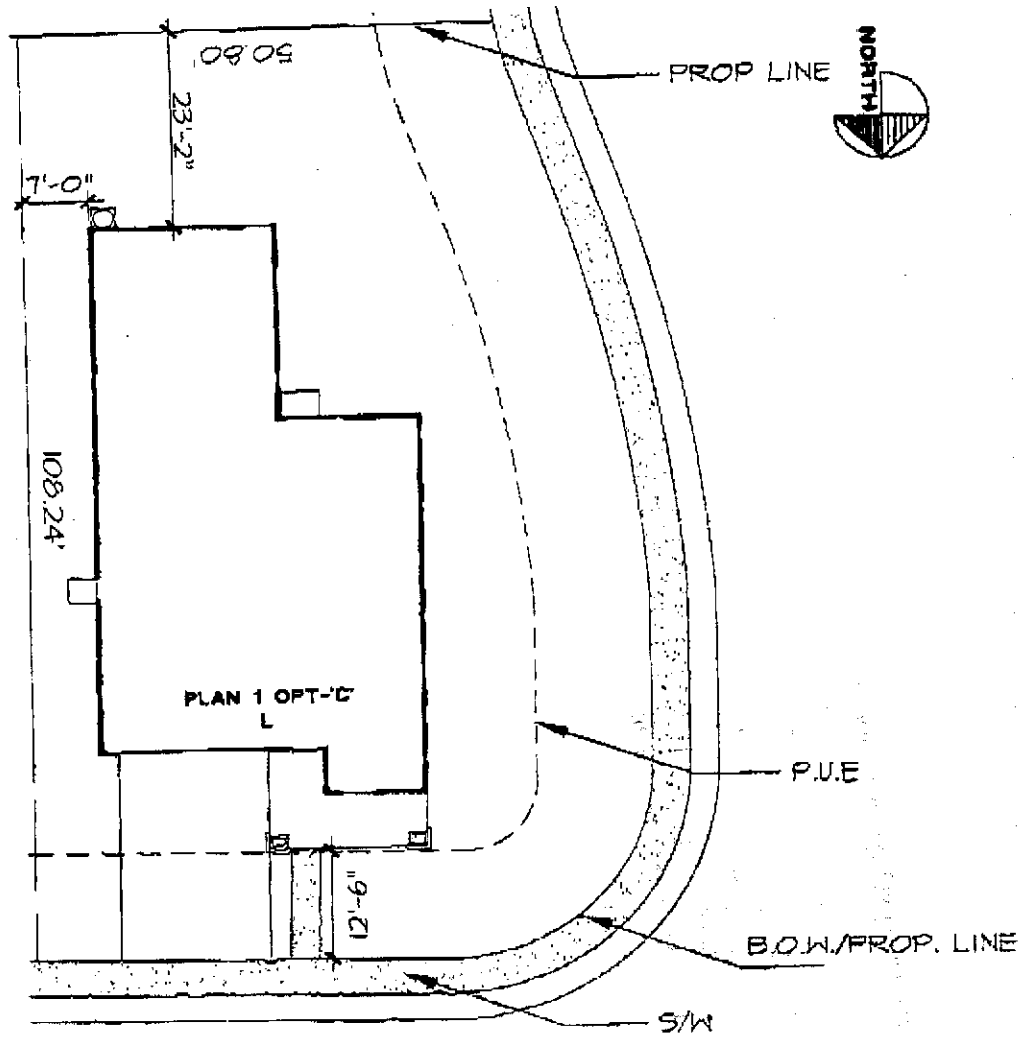 50.80'
PROP LINE
NORTH
23'-2"
7'-0"
108.24'
PLAN 1 OPT-'C'
L
P.U.E
12'-6"
B.O.W./PROP. LINE
S/W